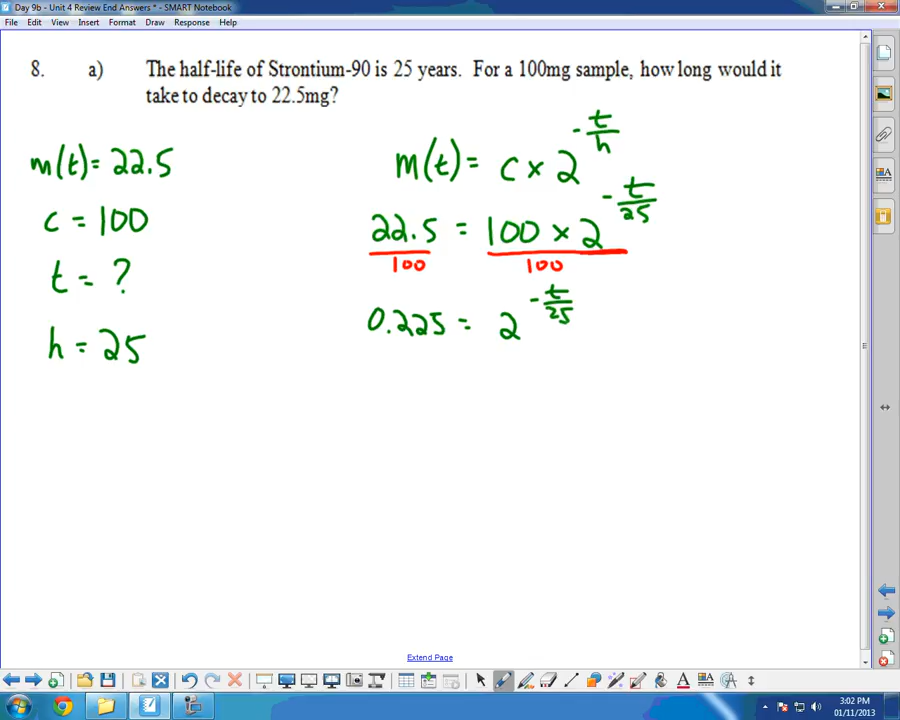 Day 9b - Unit 4 Review End Answers * - SMART Notebook
File Edit View Insert Format Draw Response Help
8. a) The half-life of Strontium-90 is 25 years. For a 100mg sample, how long would it
take to decay to 22.5mg?
m(t) = 22.5
c = 100
t = ?
h = 25
m(t) = c × 2^(-t/h)
22.5 = 100 × 2^(-t/25)
100 100
0.225 = 2^(-t/25)
Extend Page
3:02 PM
01/11/2013